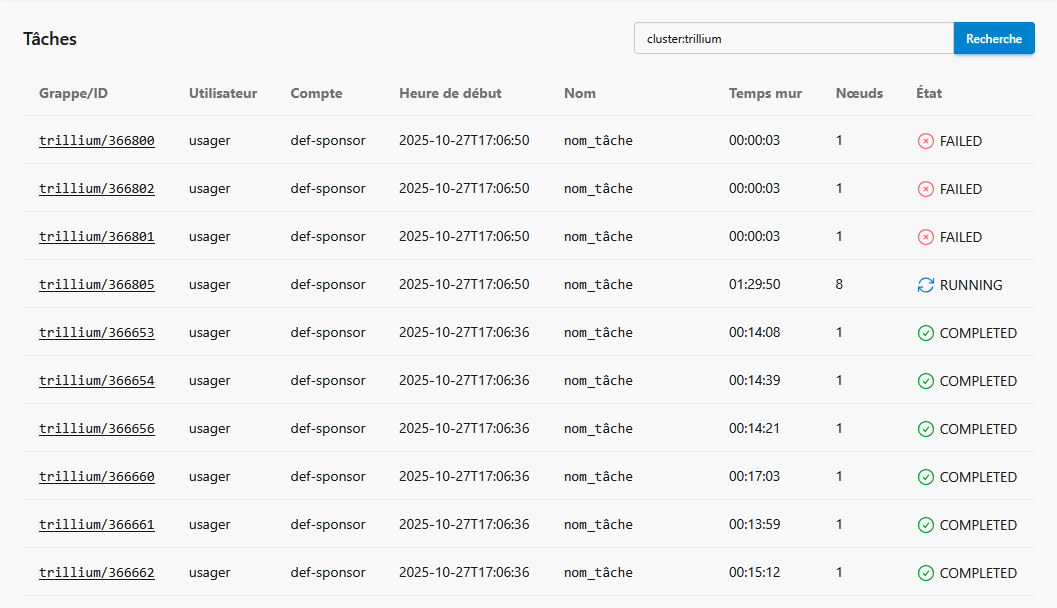 Tâches
cluster:trillium Recherche
Grappe/ID Utilisateur Compte Heure de début Nom Temps mur Nœuds État
trillium/366800 usager def-sponsor 2025-10-27T17:06:50 nom_tâche 00:00:03 1 FAILED
trillium/366802 usager def-sponsor 2025-10-27T17:06:50 nom_tâche 00:00:03 1 FAILED
trillium/366801 usager def-sponsor 2025-10-27T17:06:50 nom_tâche 00:00:03 1 FAILED
trillium/366805 usager def-sponsor 2025-10-27T17:06:50 nom_tâche 01:29:50 8 RUNNING
trillium/366653 usager def-sponsor 2025-10-27T17:06:36 nom_tâche 00:14:08 1 COMPLETED
trillium/366654 usager def-sponsor 2025-10-27T17:06:36 nom_tâche 00:14:39 1 COMPLETED
trillium/366656 usager def-sponsor 2025-10-27T17:06:36 nom_tâche 00:14:21 1 COMPLETED
trillium/366660 usager def-sponsor 2025-10-27T17:06:36 nom_tâche 00:17:03 1 COMPLETED
trillium/366661 usager def-sponsor 2025-10-27T17:06:36 nom_tâche 00:13:59 1 COMPLETED
trillium/366662 usager def-sponsor 2025-10-27T17:06:36 nom_tâche 00:15:12 1 COMPLETED